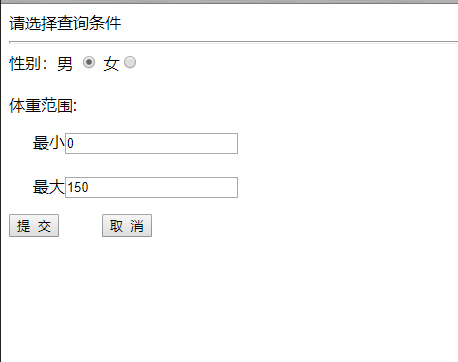 请选择查询条件
性别：男 女
体重范围:
最小0
最大150
提 交 取 消